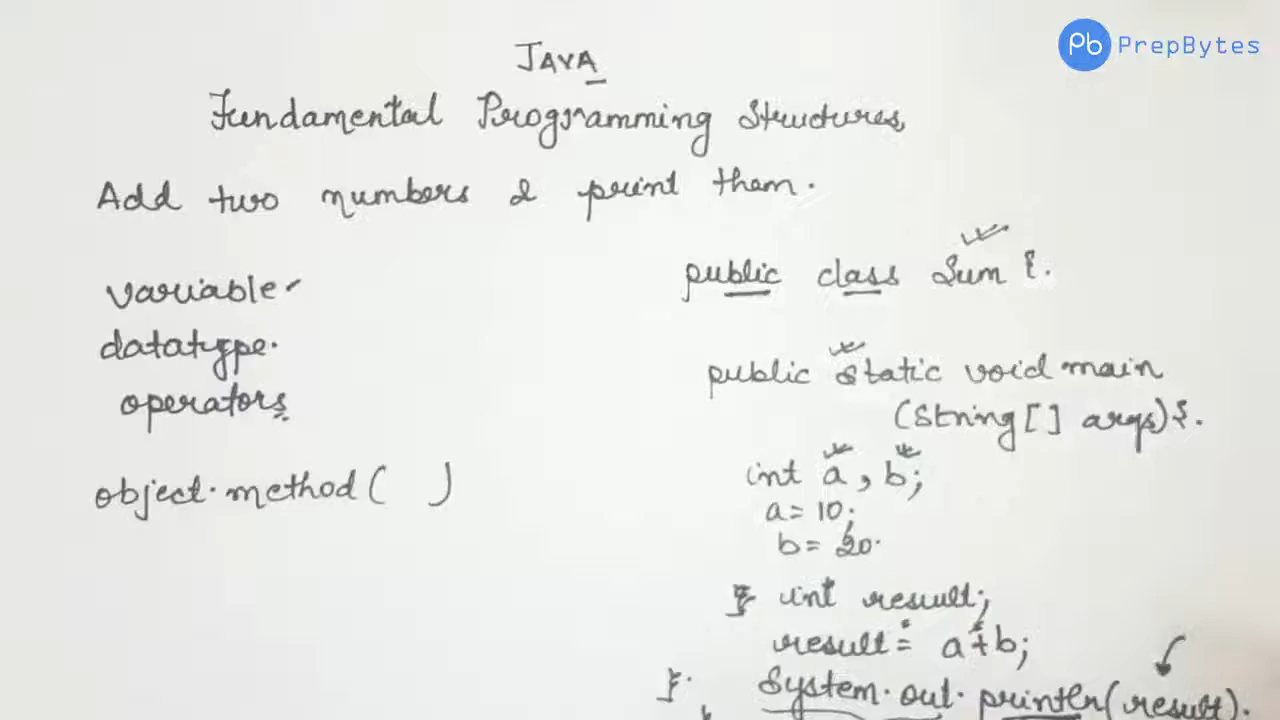 Pb PrepBytes
JAVA
Fundamental Programming Structures
Add two numbers & print them.
variable
datatype.
operators
object.method( )
public class Sum {.
public static void main
(String[] args){.
int a, b;
a = 10;
b = 20.
} int result;
result = a+b;
}.
System.out.println(result).